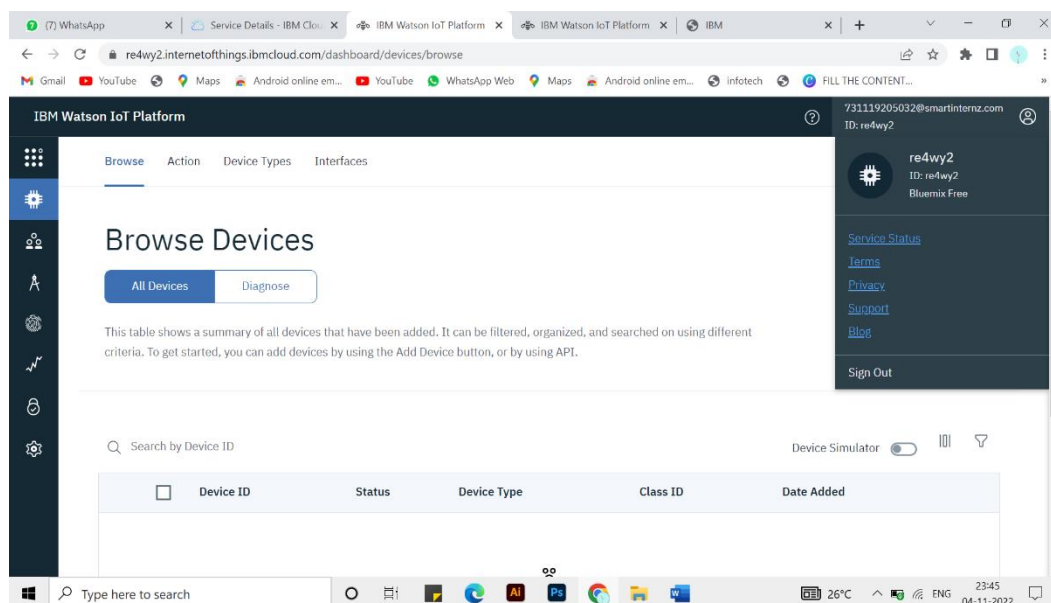 (7) WhatsApp
Service Details - IBM Clou
IBM Watson IoT Platform
IBM Watson IoT Platform
IBM
re4wy2.internetofthings.ibmcloud.com/dashboard/devices/browse
Gmail YouTube Maps Android online em... YouTube WhatsApp Web Maps Android online em... infotech FILL THE CONTENT... »
IBM Watson IoT Platform
731119205032@smartinternz.com
ID: re4wy2
Browse Action Device Types Interfaces
re4wy2
ID: re4wy2
Bluemix Free
Service Status
Terms
Privacy
Support
Blog
Sign Out
Browse Devices
All Devices Diagnose
This table shows a summary of all devices that have been added. It can be filtered, organized, and searched on using different
criteria. To get started, you can add devices by using the Add Device button, or by using API.
Search by Device ID
Device Simulator
Device ID Status Device Type Class ID Date Added
Type here to search
Ai Ps W
26°C ENG 23:45
04-11-2022